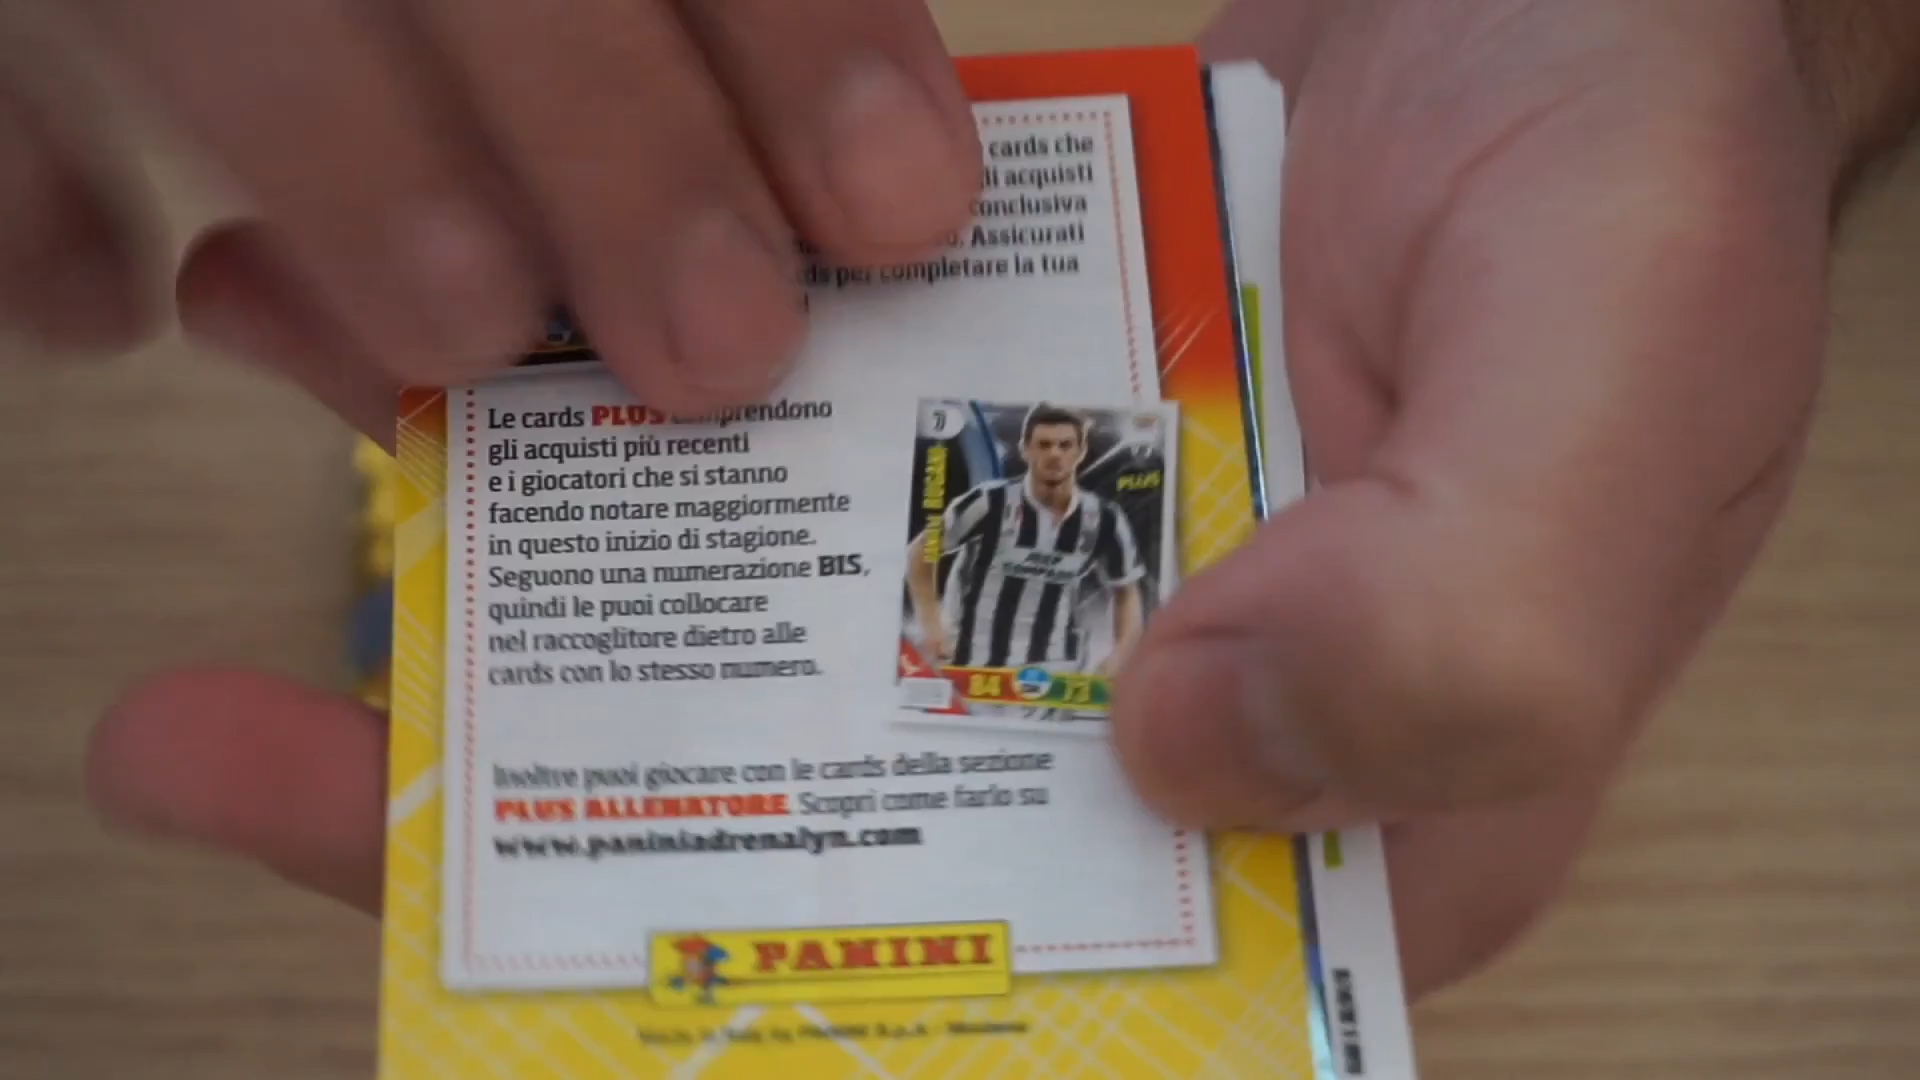 cards che
di acquisti
conclusiva
Assicurati
per completare la tua
Le cards PLUS comprendono
gli acquisti più recenti
e i giocatori che si stanno
facendo notare maggiormente
in questo inizio di stagione.
Seguono una numerazione BIS,
quindi le puoi collocare
nel raccoglitore dietro alle
cards con lo stesso numero.
RUGANI
PLUS
84 73
Inoltre puoi giocare con le cards della sezione
PLUS ALLENATORE. Scopri come farlo su
www.paniniadrenalyn.com
PANINI